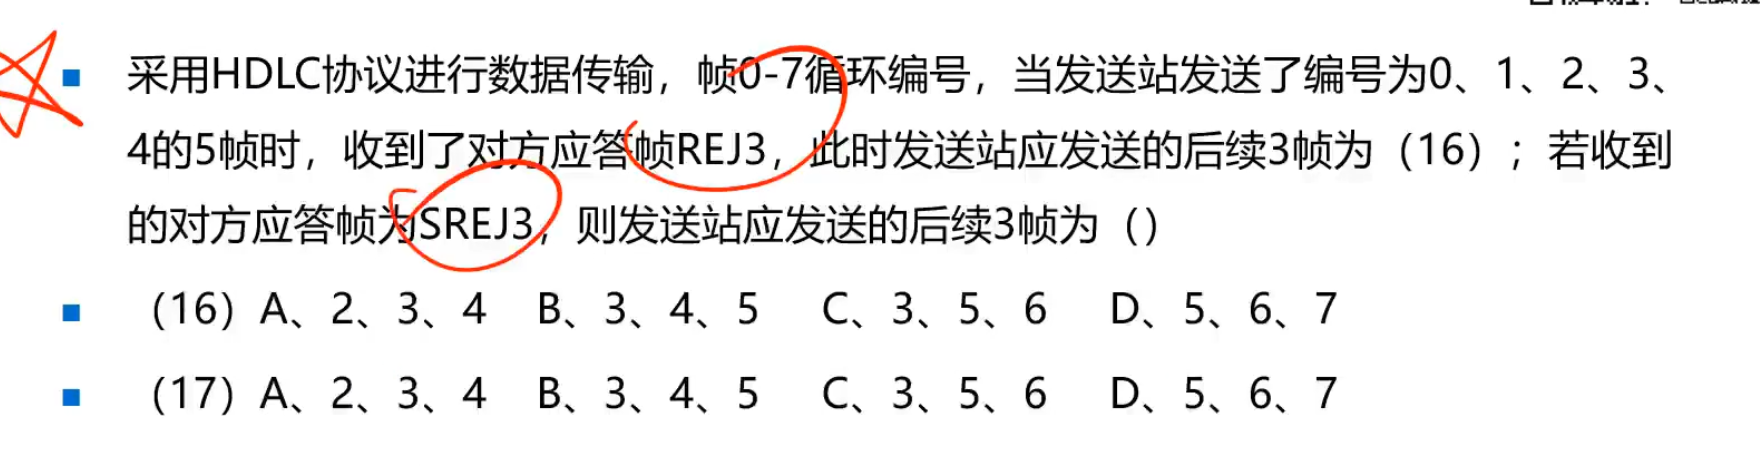 采用HDLC协议进行数据传输，帧0-7循环编号，当发送站发送了编号为0、1、2、3、
4的5帧时，收到了对方应答帧REJ3，此时发送站应发送的后续3帧为（16）；若收到
的对方应答帧为SREJ3，则发送站应发送的后续3帧为（）
（16）A、2、3、4 B、3、4、5 C、3、5、6 D、5、6、7
（17）A、2、3、4 B、3、4、5 C、3、5、6 D、5、6、7